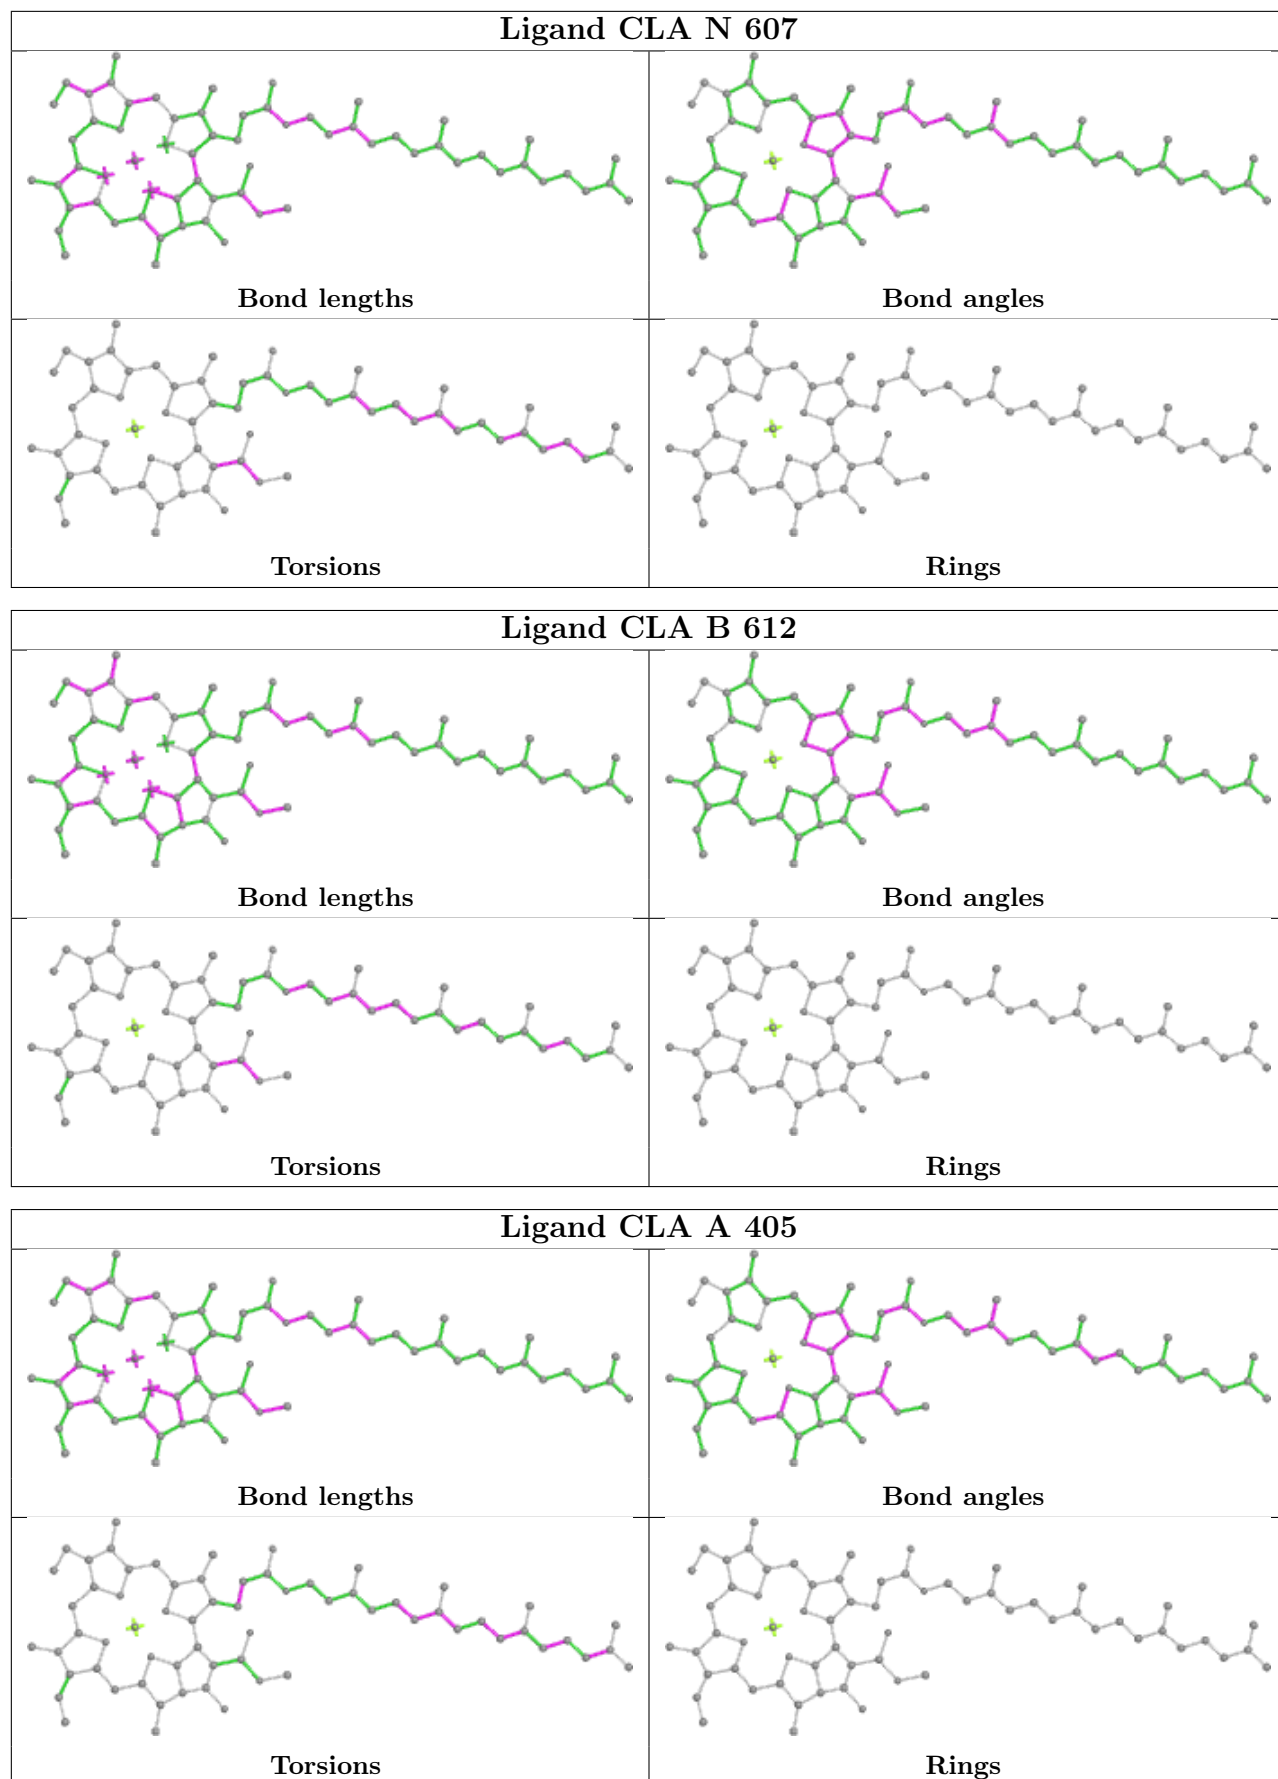 Ligand CLA N 607
Bond lengths
Bond angles
Torsions
Rings
Ligand CLA B 612
Bond lengths
Bond angles
Torsions
Rings
Ligand CLA A 405
Bond lengths
Bond angles
Torsions
Rings